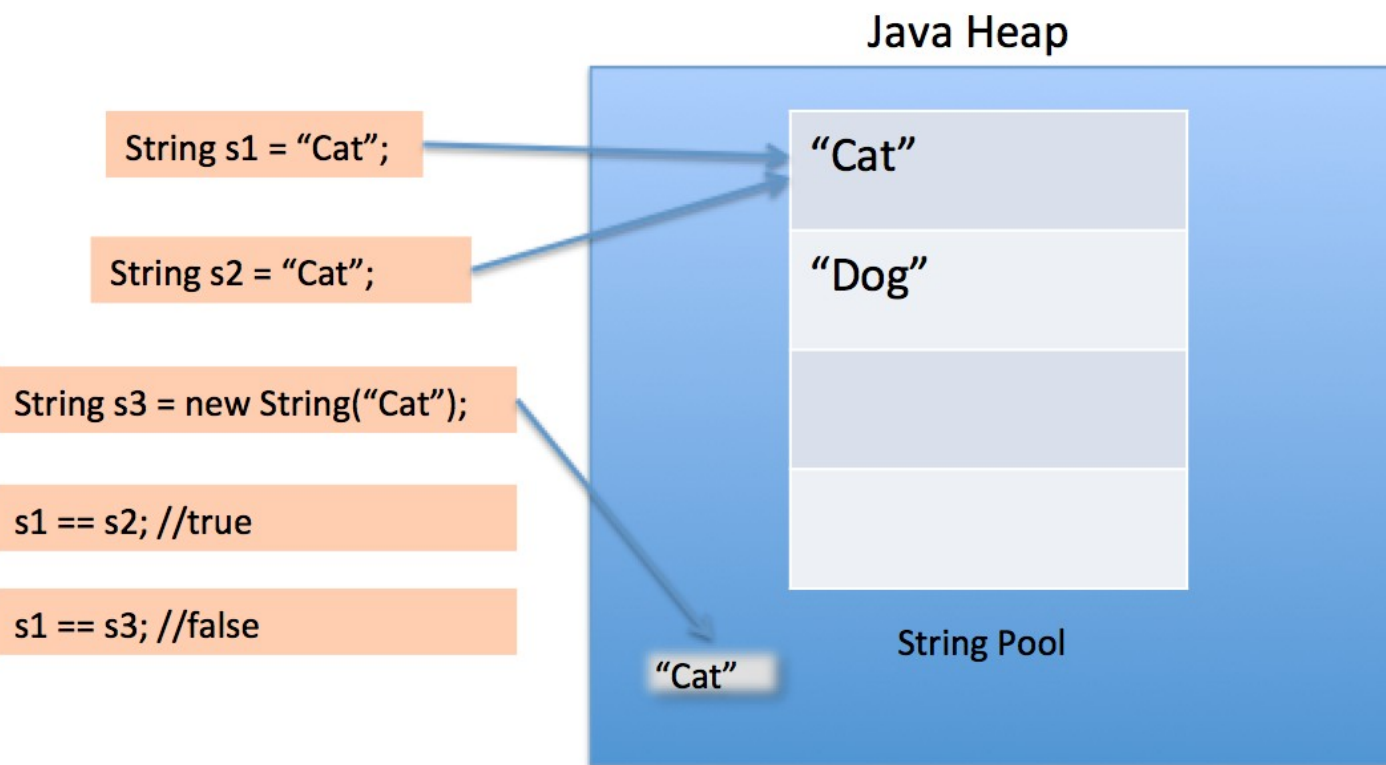 Java Heap
String s1 = “Cat”;
String s2 = “Cat”;
String s3 = new String(“Cat”);
s1 == s2; //true
s1 == s3; //false
“Cat”
“Dog”
String Pool
“Cat”